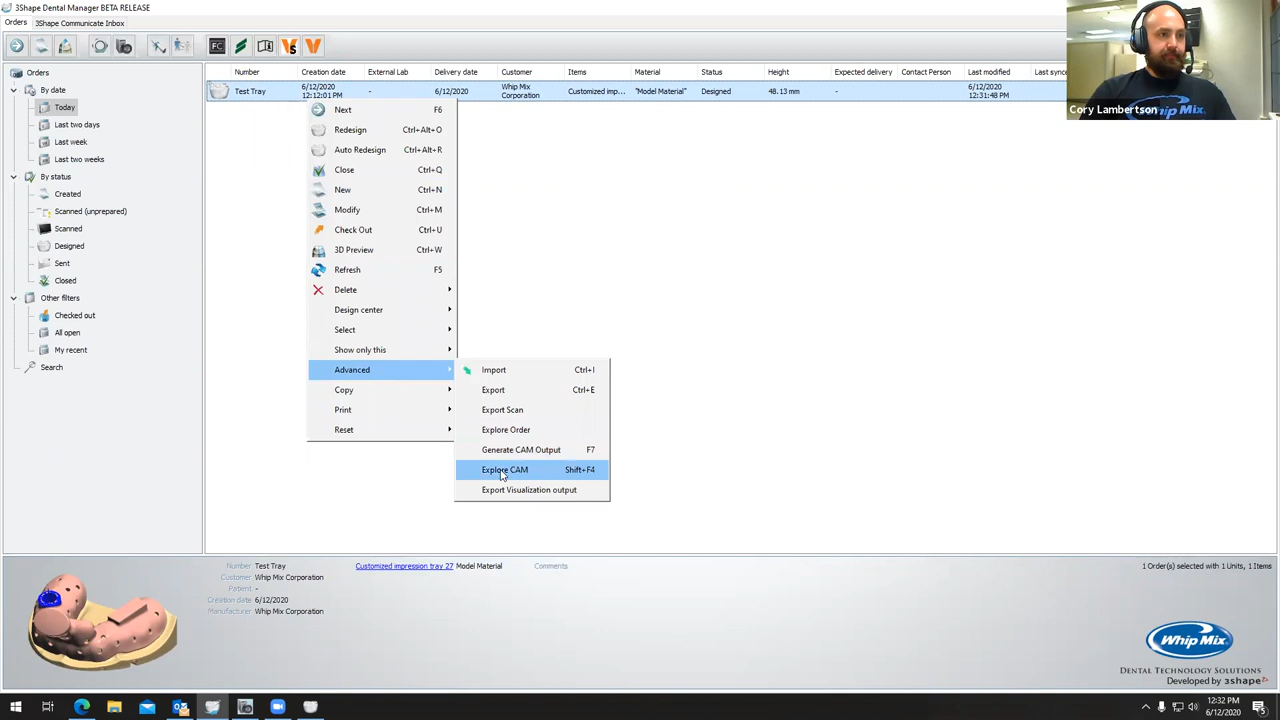 3Shape Dental Manager BETA RELEASE
Orders 3Shape Communicate Inbox
FC
Orders
By date
Today
Last two days
Last week
Last two weeks
By status
Created
Scanned (unprepared)
Scanned
Designed
Sent
Closed
Other filters
Checked out
All open
My recent
Search
Number Creation date External Lab Delivery date Customer Items Material Status Height Expected delivery Contact Person Last modified Last sync
Test Tray 6/12/2020 12:12:01 PM - 6/12/2020 Whip Mix Corporation Customized imp... "Model Material" Designed 48.13 mm - 6/12/2020 12:31:48 PM
Next F6
Redesign Ctrl+Alt+O
Auto Redesign Ctrl+Alt+R
Close Ctrl+Q
New Ctrl+N
Modify Ctrl+M
Check Out Ctrl+U
3D Preview Ctrl+W
Refresh F5
Delete
Design center
Select
Show only this
Advanced
Copy
Print
Reset
Import Ctrl+I
Export Ctrl+E
Export Scan
Explore Order
Generate CAM Output F7
Explore CAM Shift+F4
Export Visualization output
Whip Mix
Cory Lambertson
Number Test Tray
Customer Whip Mix Corporation
Patient -
Creation date 6/12/2020
Manufacturer Whip Mix Corporation
Customized impression tray 27 Model Material
Comments
1 Order(s) selected with 1 Units, 1 Items
Whip Mix
DENTAL TECHNOLOGY SOLUTIONS
Developed by 3shape
12:32 PM
6/12/2020
5